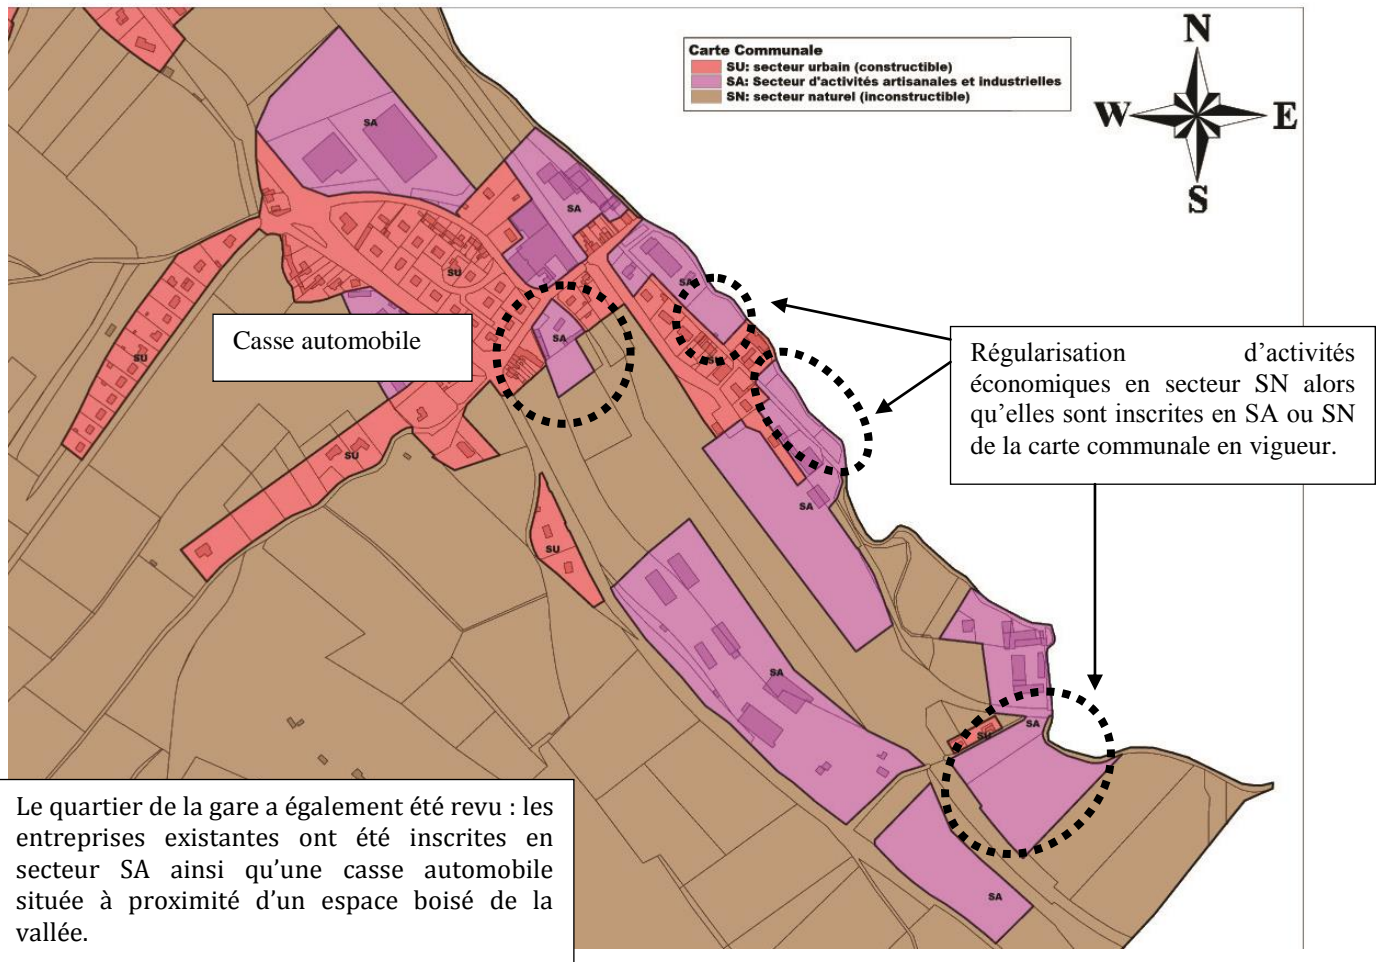 N
W E
S
Carte Communale
SU: secteur urbain (constructible)
SA: Secteur d'activités artisanales et industrielles
SN: secteur naturel (inconstructible)
SA
SA
SU
SA
SA
SU
SU
SU
SA
SU
SA
SA
SU
SA
Casse automobile
Régularisation d’activités
économiques en secteur SN alors
qu’elles sont inscrites en SA ou SN
de la carte communale en vigueur.
Le quartier de la gare a également été revu : les
entreprises existantes ont été inscrites en
secteur SA ainsi qu’une casse automobile
située à proximité d’un espace boisé de la
vallée.
SA